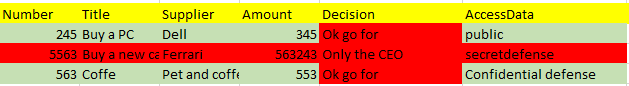 Number Title Supplier Amount Decision AccessData
245 Buy a PC Dell 345 Ok go for public
5563 Buy a new ca Ferrari 563243 Only the CEO secretdefense
563 Coffe Pet and coffe 553 Ok go for Confidential defense